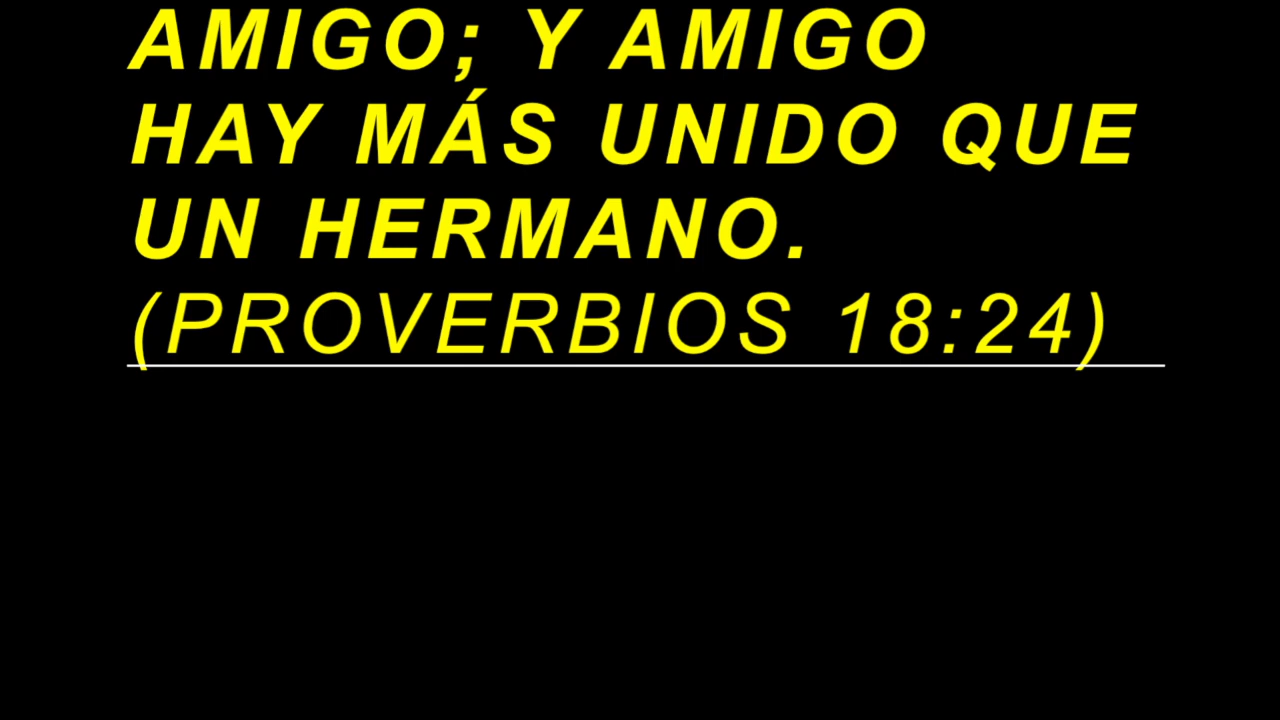 AMIGO; Y AMIGO
HAY MÁS UNIDO QUE
UN HERMANO.
(PROVERBIOS 18:24)